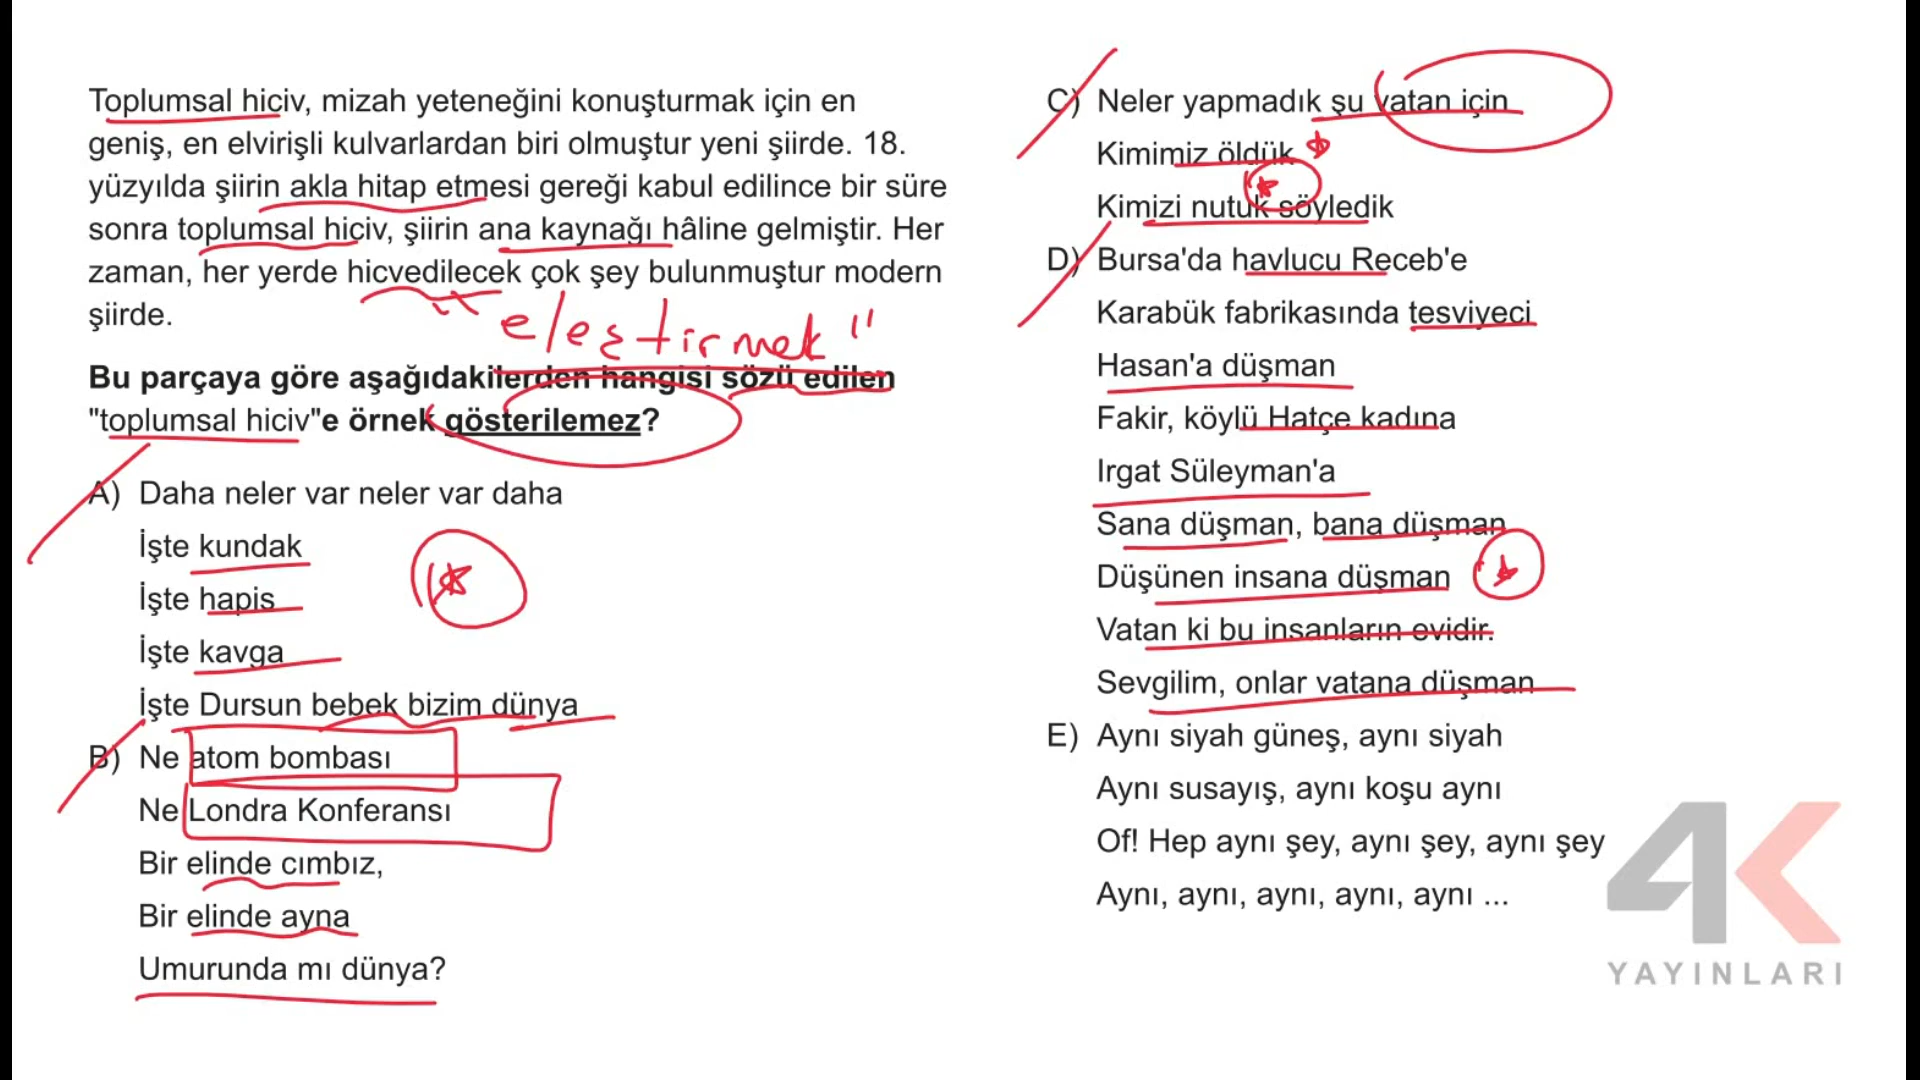 Toplumsal hiciv, mizah yeteneğini konuşturmak için en
geniş, en elvirişli kulvarlardan biri olmuştur yeni şiirde. 18.
yüzyılda şiirin akla hitap etmesi gereği kabul edilince bir süre
sonra toplumsal hiciv, şiirin ana kaynağı hâline gelmiştir. Her
zaman, her yerde hicvedilecek çok şey bulunmuştur modern
şiirde.
"eleştirmek"
Bu parçaya göre aşağıdakilerden hangisi sözü edilen
"toplumsal hiciv"e örnek gösterilemez?
A) Daha neler var neler var daha
İşte kundak
İşte hapis
İşte kavga
İşte Dursun bebek bizim dünya
B) Ne atom bombası
Ne Londra Konferansı
Bir elinde cımbız,
Bir elinde ayna
Umurunda mı dünya?
C) Neler yapmadık şu vatan için
Kimimiz öldük
Kimizi nutuk söyledik
D) Bursa'da havlucu Receb'e
Karabük fabrikasında tesviyeci
Hasan'a düşman
Fakir, köylü Hatçe kadına
Irgat Süleyman'a
Sana düşman, bana düşman
Düşünen insana düşman
Vatan ki bu insanların evidir.
Sevgilim, onlar vatana düşman
E) Aynı siyah güneş, aynı siyah
Aynı susayış, aynı koşu aynı
Of! Hep aynı şey, aynı şey, aynı şey
Aynı, aynı, aynı, aynı, aynı ...
4K
YAYINLARI